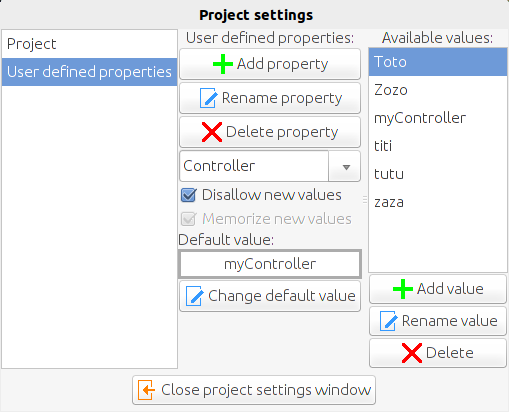 Project settings
Project
User defined properties
User defined properties:
Add property
Rename property
Delete property
Controller
Disallow new values
Memorize new values
Default value:
myController
Change default value
Available values:
Toto
Zozo
myController
titi
tutu
zaza
Add value
Rename value
Delete
Close project settings window